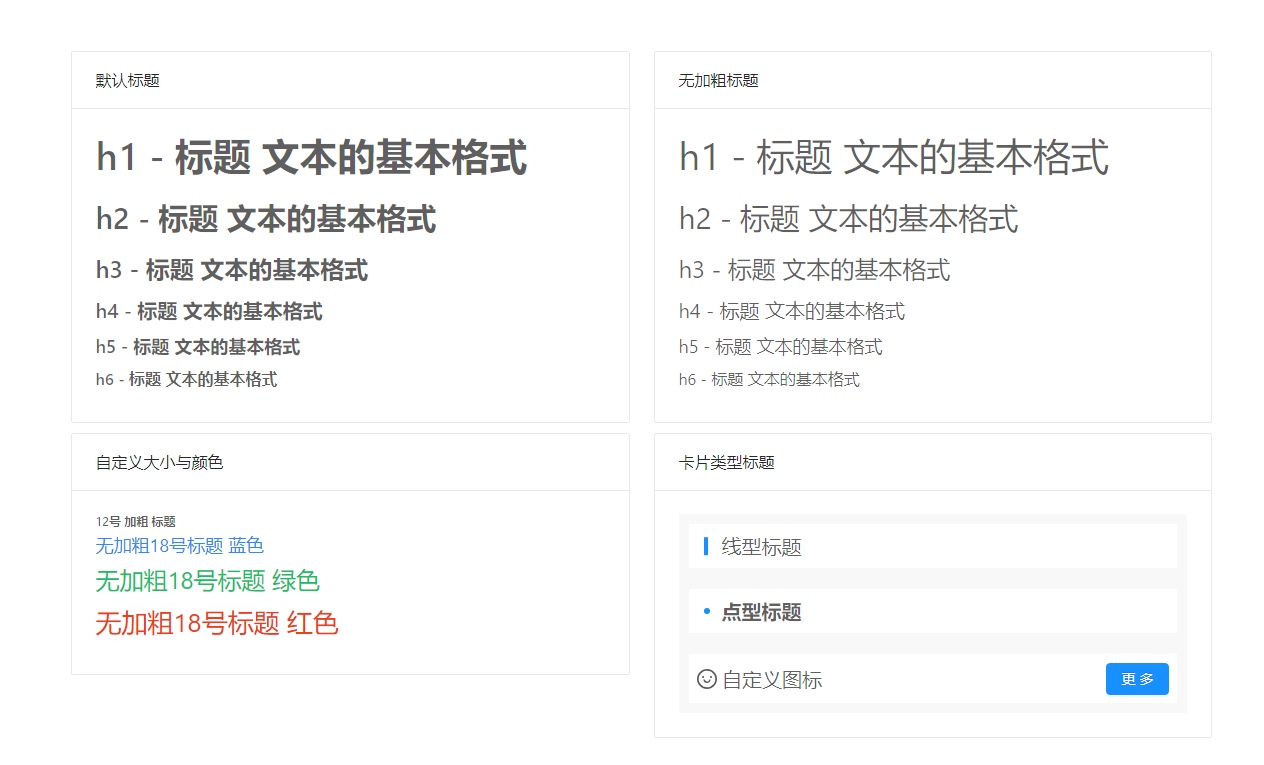 默认标题
h1 - 标题 文本的基本格式
h2 - 标题 文本的基本格式
h3 - 标题 文本的基本格式
h4 - 标题 文本的基本格式
h5 - 标题 文本的基本格式
h6 - 标题 文本的基本格式
无加粗标题
h1 - 标题 文本的基本格式
h2 - 标题 文本的基本格式
h3 - 标题 文本的基本格式
h4 - 标题 文本的基本格式
h5 - 标题 文本的基本格式
h6 - 标题 文本的基本格式
自定义大小与颜色
12号 加粗 标题
无加粗18号标题 蓝色
无加粗18号标题 绿色
无加粗18号标题 红色
卡片类型标题
线型标题
点型标题
自定义图标 更多